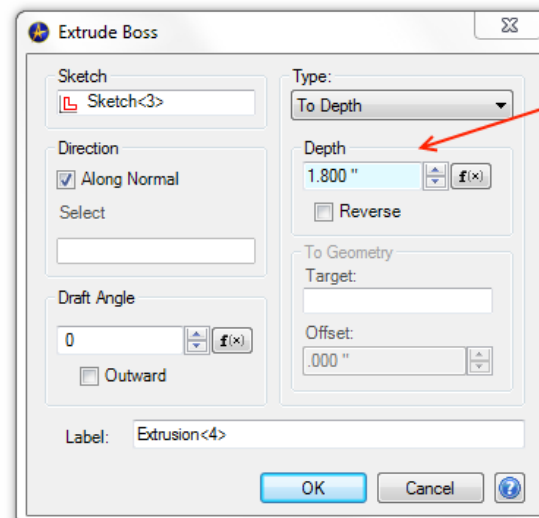 Extrude Boss
Sketch
Sketch<3>
Direction
Along Normal
Select
Draft Angle
0
f(x)
Outward
Type:
To Depth
Depth
1.800 "
f(x)
Reverse
To Geometry
Target:
Offset:
.000 "
Label:
Extrusion<4>
OK
Cancel
?